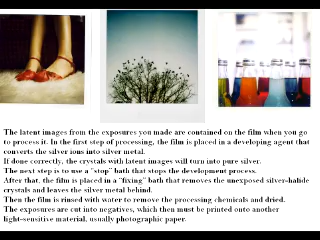 The latent images from the exposures you made are contained on the film when you go
to process it. In the first step of processing, the film is placed in a developing agent that
converts the silver ions into silver metal.
If done correctly, the crystals with latent images will turn into pure silver.
The next step is to use a "stop" bath that stops the development process.
After that, the film is placed in a "fixing" bath that removes the unexposed silver-halide
crystals and leaves the silver metal behind.
Then the film is rinsed with water to remove the processing chemicals and dried.
The exposures are cut into negatives, which then must be printed onto another
light-sensitive material, usually photographic paper.